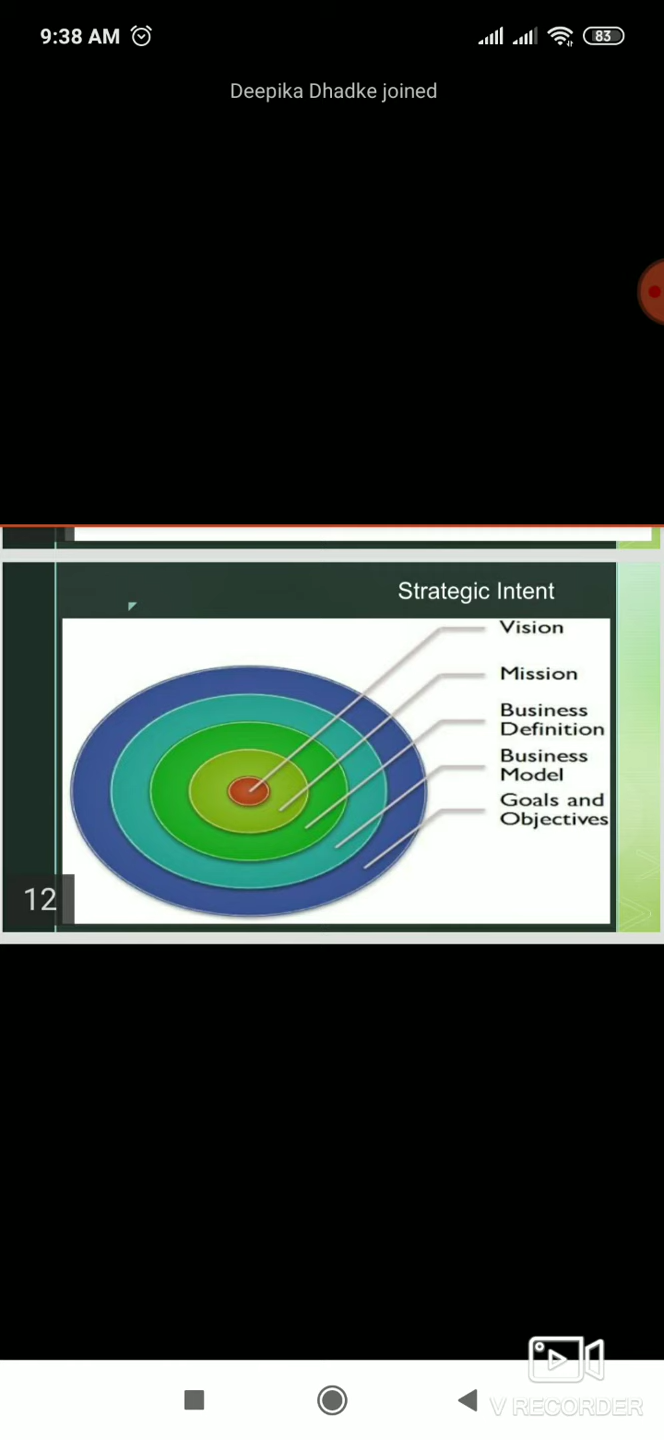 9:38 AM
83
Deepika Dhadke joined
Strategic Intent
Vision
Mission
Business
Definition
Business
Model
Goals and
Objectives
12
V RECORDER